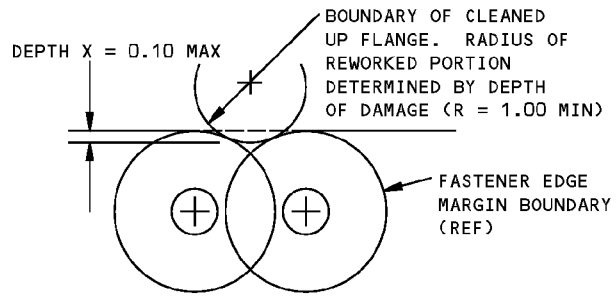 BOUNDARY OF CLEANED
UP FLANGE. RADIUS OF
REWORKED PORTION
DETERMINED BY DEPTH
OF DAMAGE (R = 1.00 MIN)
DEPTH X = 0.10 MAX
FASTENER EDGE
MARGIN BOUNDARY
(REF)